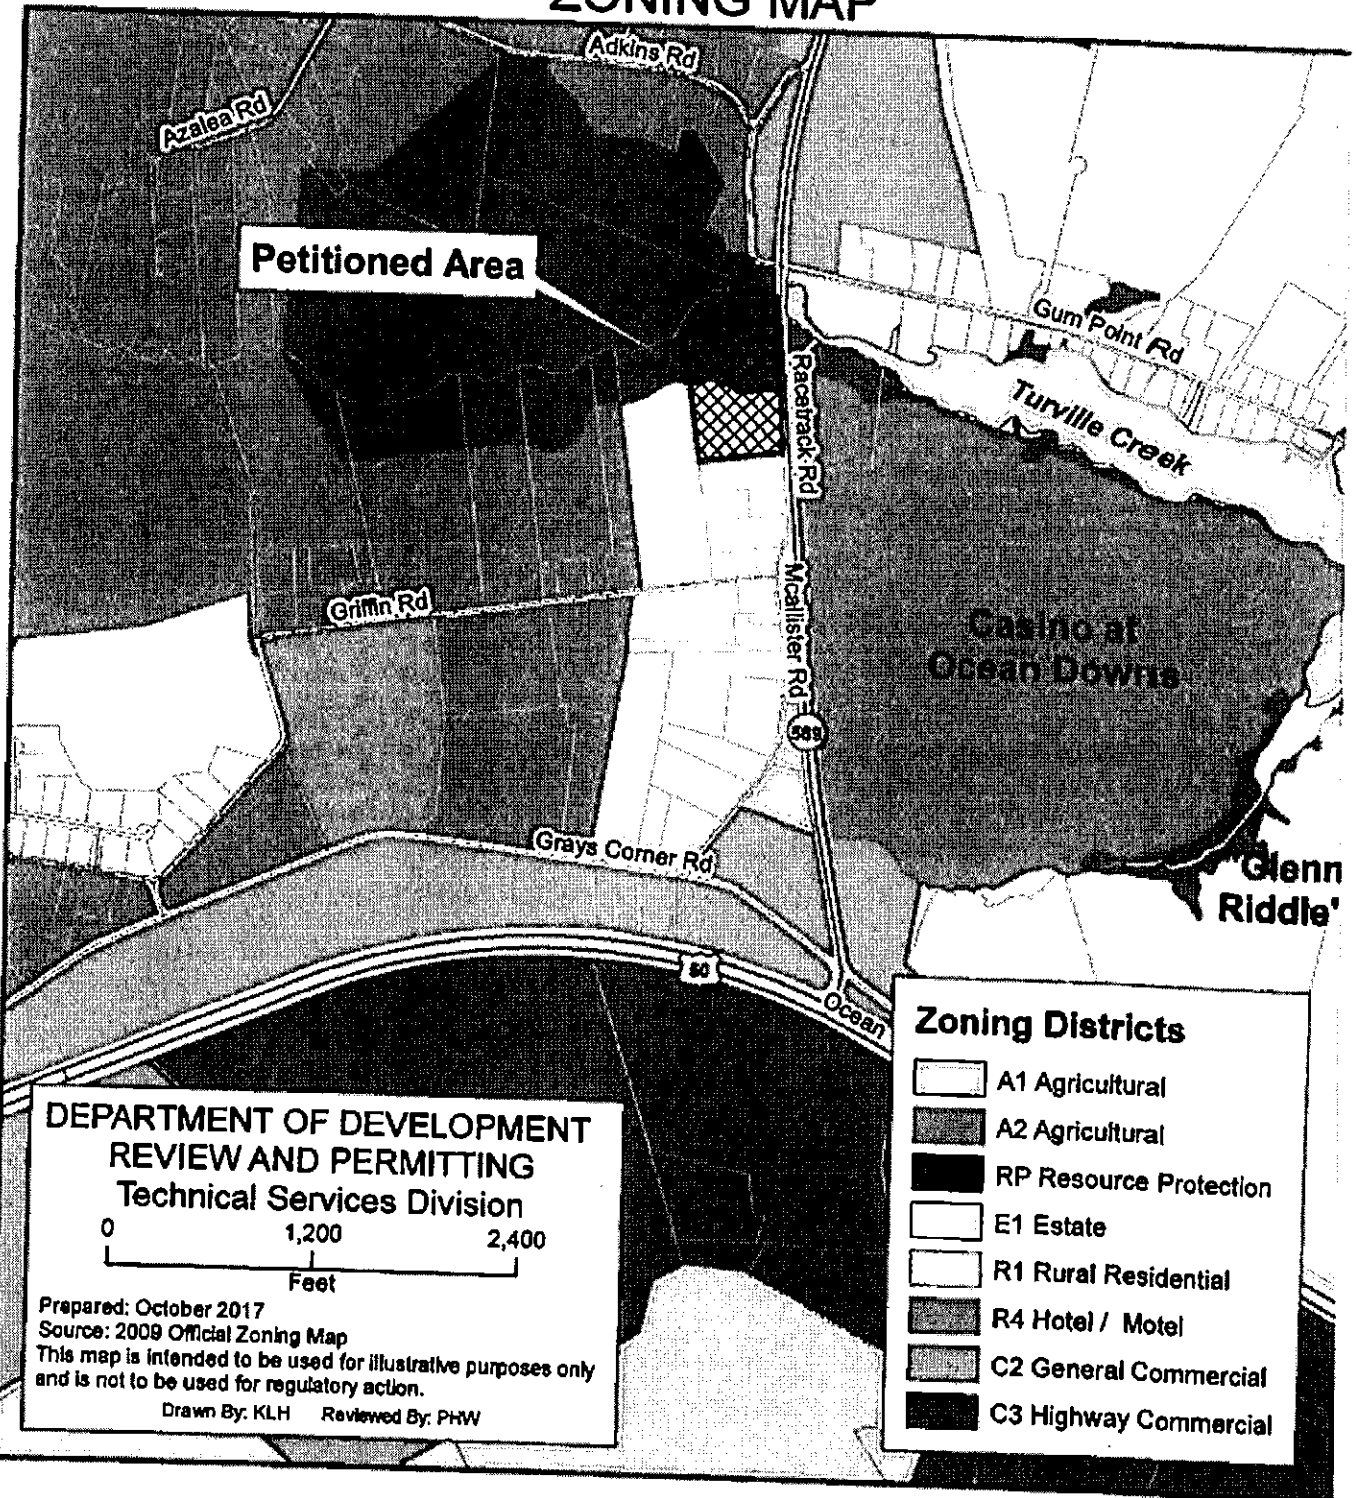 ZONING MAP
Adkins Rd
Azalea Rd
Petitioned Area
Gum Point Rd
Racetrack Rd
Turville Creek
Mcallister Rd
Griffin Rd
Casino at
Ocean Downs
589
Grays Corner Rd
Glenn
Riddle"
50
Ocean
Zoning Districts
A1 Agricultural
A2 Agricultural
RP Resource Protection
E1 Estate
R1 Rural Residential
R4 Hotel / Motel
C2 General Commercial
C3 Highway Commercial
DEPARTMENT OF DEVELOPMENT
REVIEW AND PERMITTING
Technical Services Division
0 1,200 2,400
Feet
Prepared: October 2017
Source: 2009 Official Zoning Map
This map is intended to be used for illustrative purposes only
and is not to be used for regulatory action.
Drawn By: KLH Reviewed By: PHW